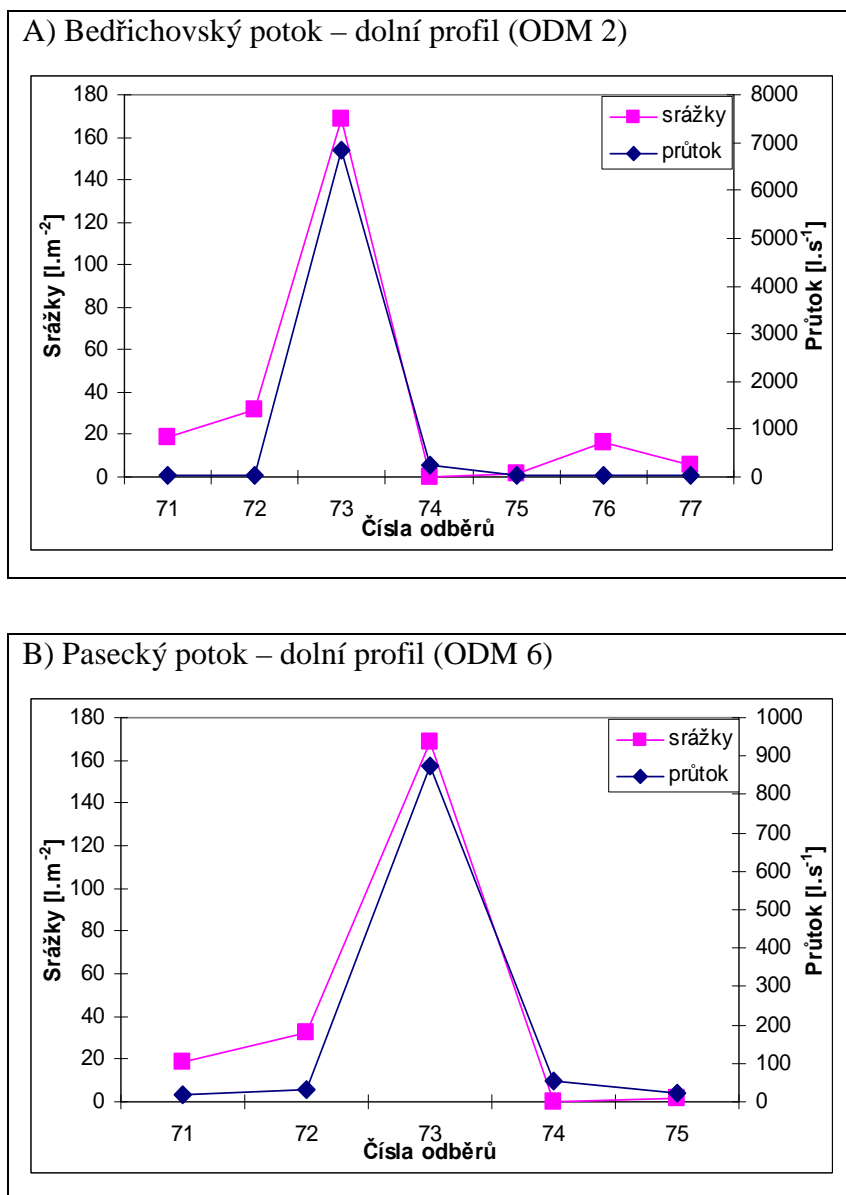 A) Bedřichovský potok – dolní profil (ODM 2)
180
160
140
120
100
80
60
40
20
0
Srážky [l.m-2]
8000
7000
6000
5000
4000
3000
2000
1000
0
Průtok [l.s-1]
srážky
průtok
71 72 73 74 75 76 77
Čísla odběrů
B) Pasecký potok – dolní profil (ODM 6)
180
160
140
120
100
80
60
40
20
0
Srážky [l.m-2]
1000
900
800
700
600
500
400
300
200
100
0
Průtok [l.s-1]
srážky
průtok
71 72 73 74 75
Čísla odběrů